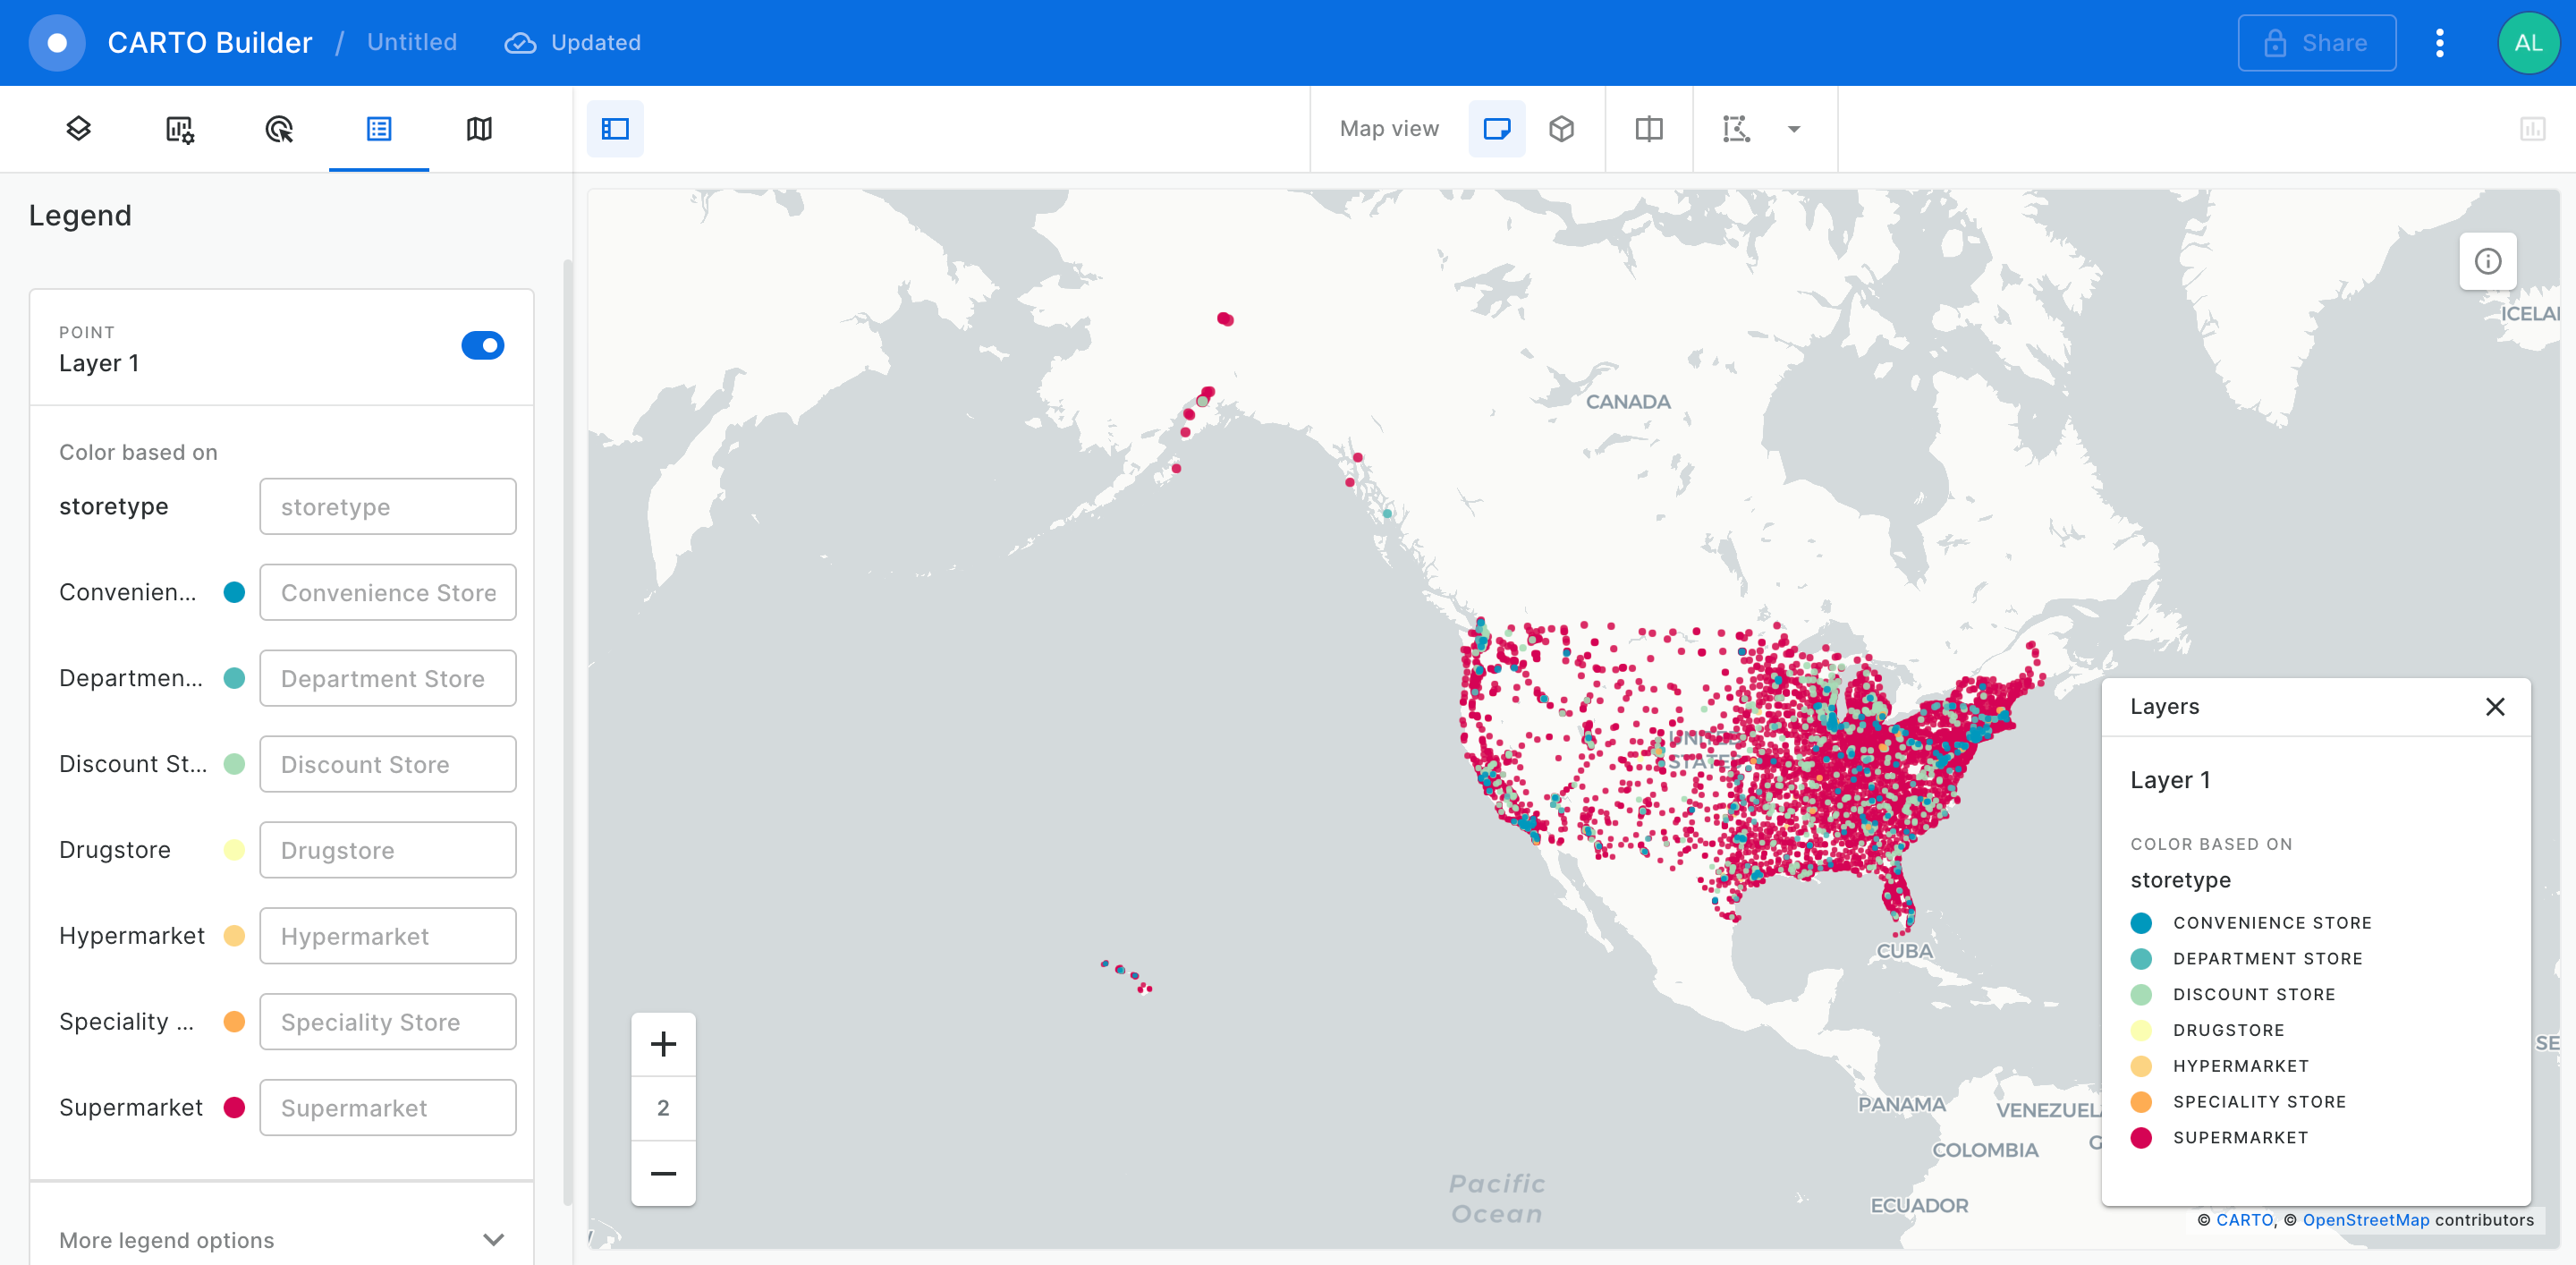 CARTO Builder / Untitled Updated Share AL
Map view
Legend
POINT
Layer 1
Color based on
storetype storetype
Convenien... Convenience Store
Departmen... Department Store
Discount St... Discount Store
Drugstore Drugstore
Hypermarket Hypermarket
Speciality ... Speciality Store
Supermarket Supermarket
More legend options
ICELA
CANADA
UNITED
STATES
CUBA
PANAMA
VENEZUEL
COLOMBIA
G
ECUADOR
SE
Pacific
Ocean
2
Layers
Layer 1
COLOR BASED ON
storetype
CONVENIENCE STORE
DEPARTMENT STORE
DISCOUNT STORE
DRUGSTORE
HYPERMARKET
SPECIALITY STORE
SUPERMARKET
© CARTO, © OpenStreetMap contributors